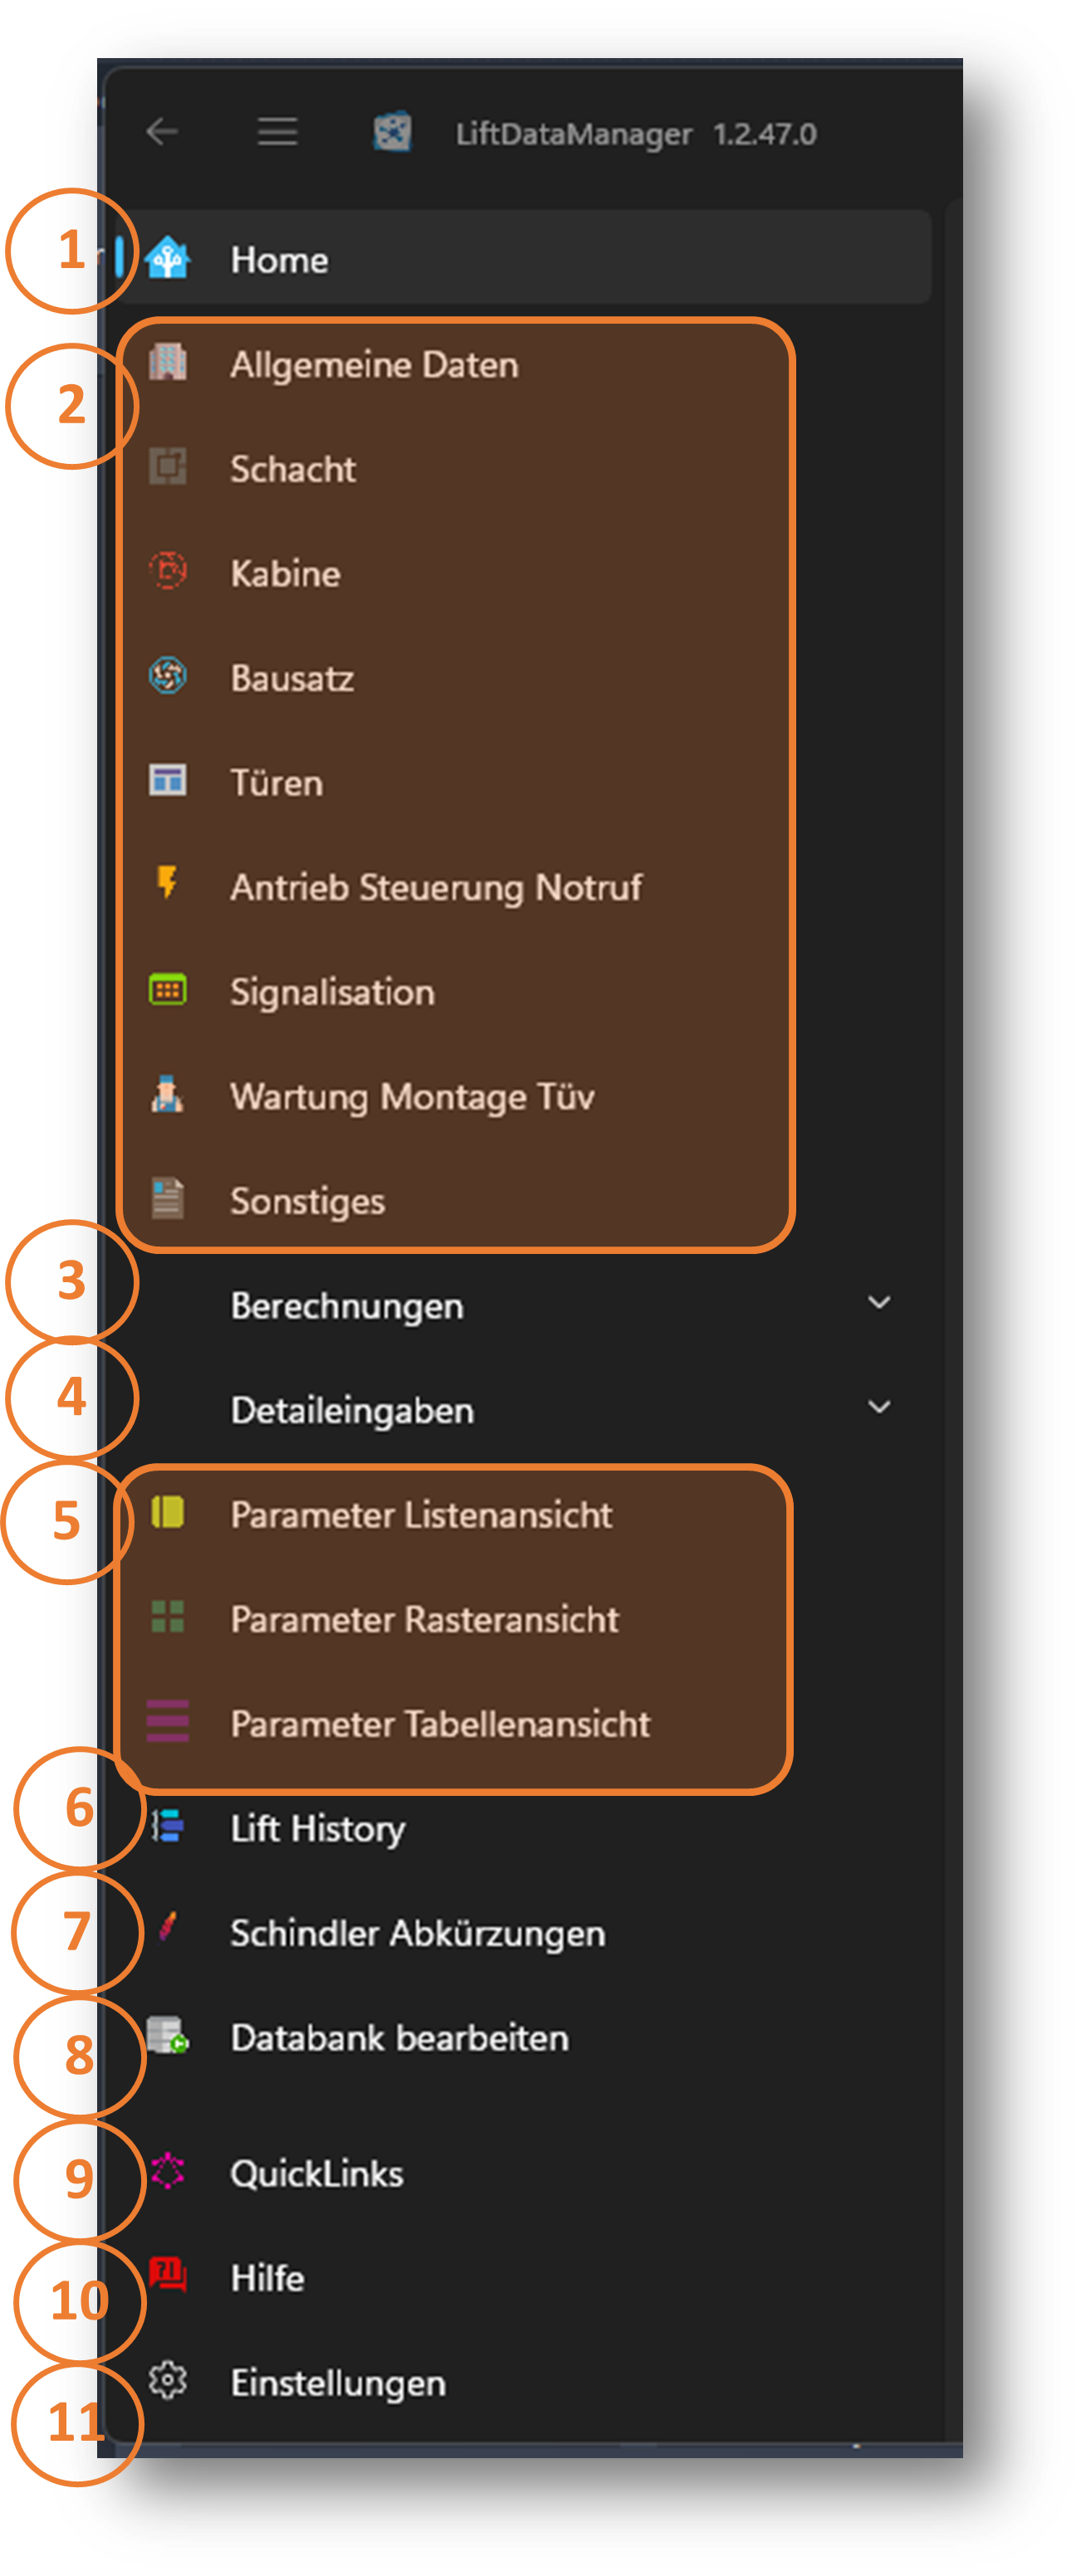 LiftDataManager 1.2.47.0
1 Home
2 Allgemeine Daten
Schacht
Kabine
Bausatz
Türen
Antrieb Steuerung Notruf
Signalisation
Wartung Montage Tüv
Sonstiges
3 Berechnungen
4 Detaileingaben
5 Parameter Listenansicht
Parameter Rasteransicht
Parameter Tabellenansicht
6 Lift History
7 Schindler Abkürzungen
8 Databank bearbeiten
9 QuickLinks
10 Hilfe
11 Einstellungen